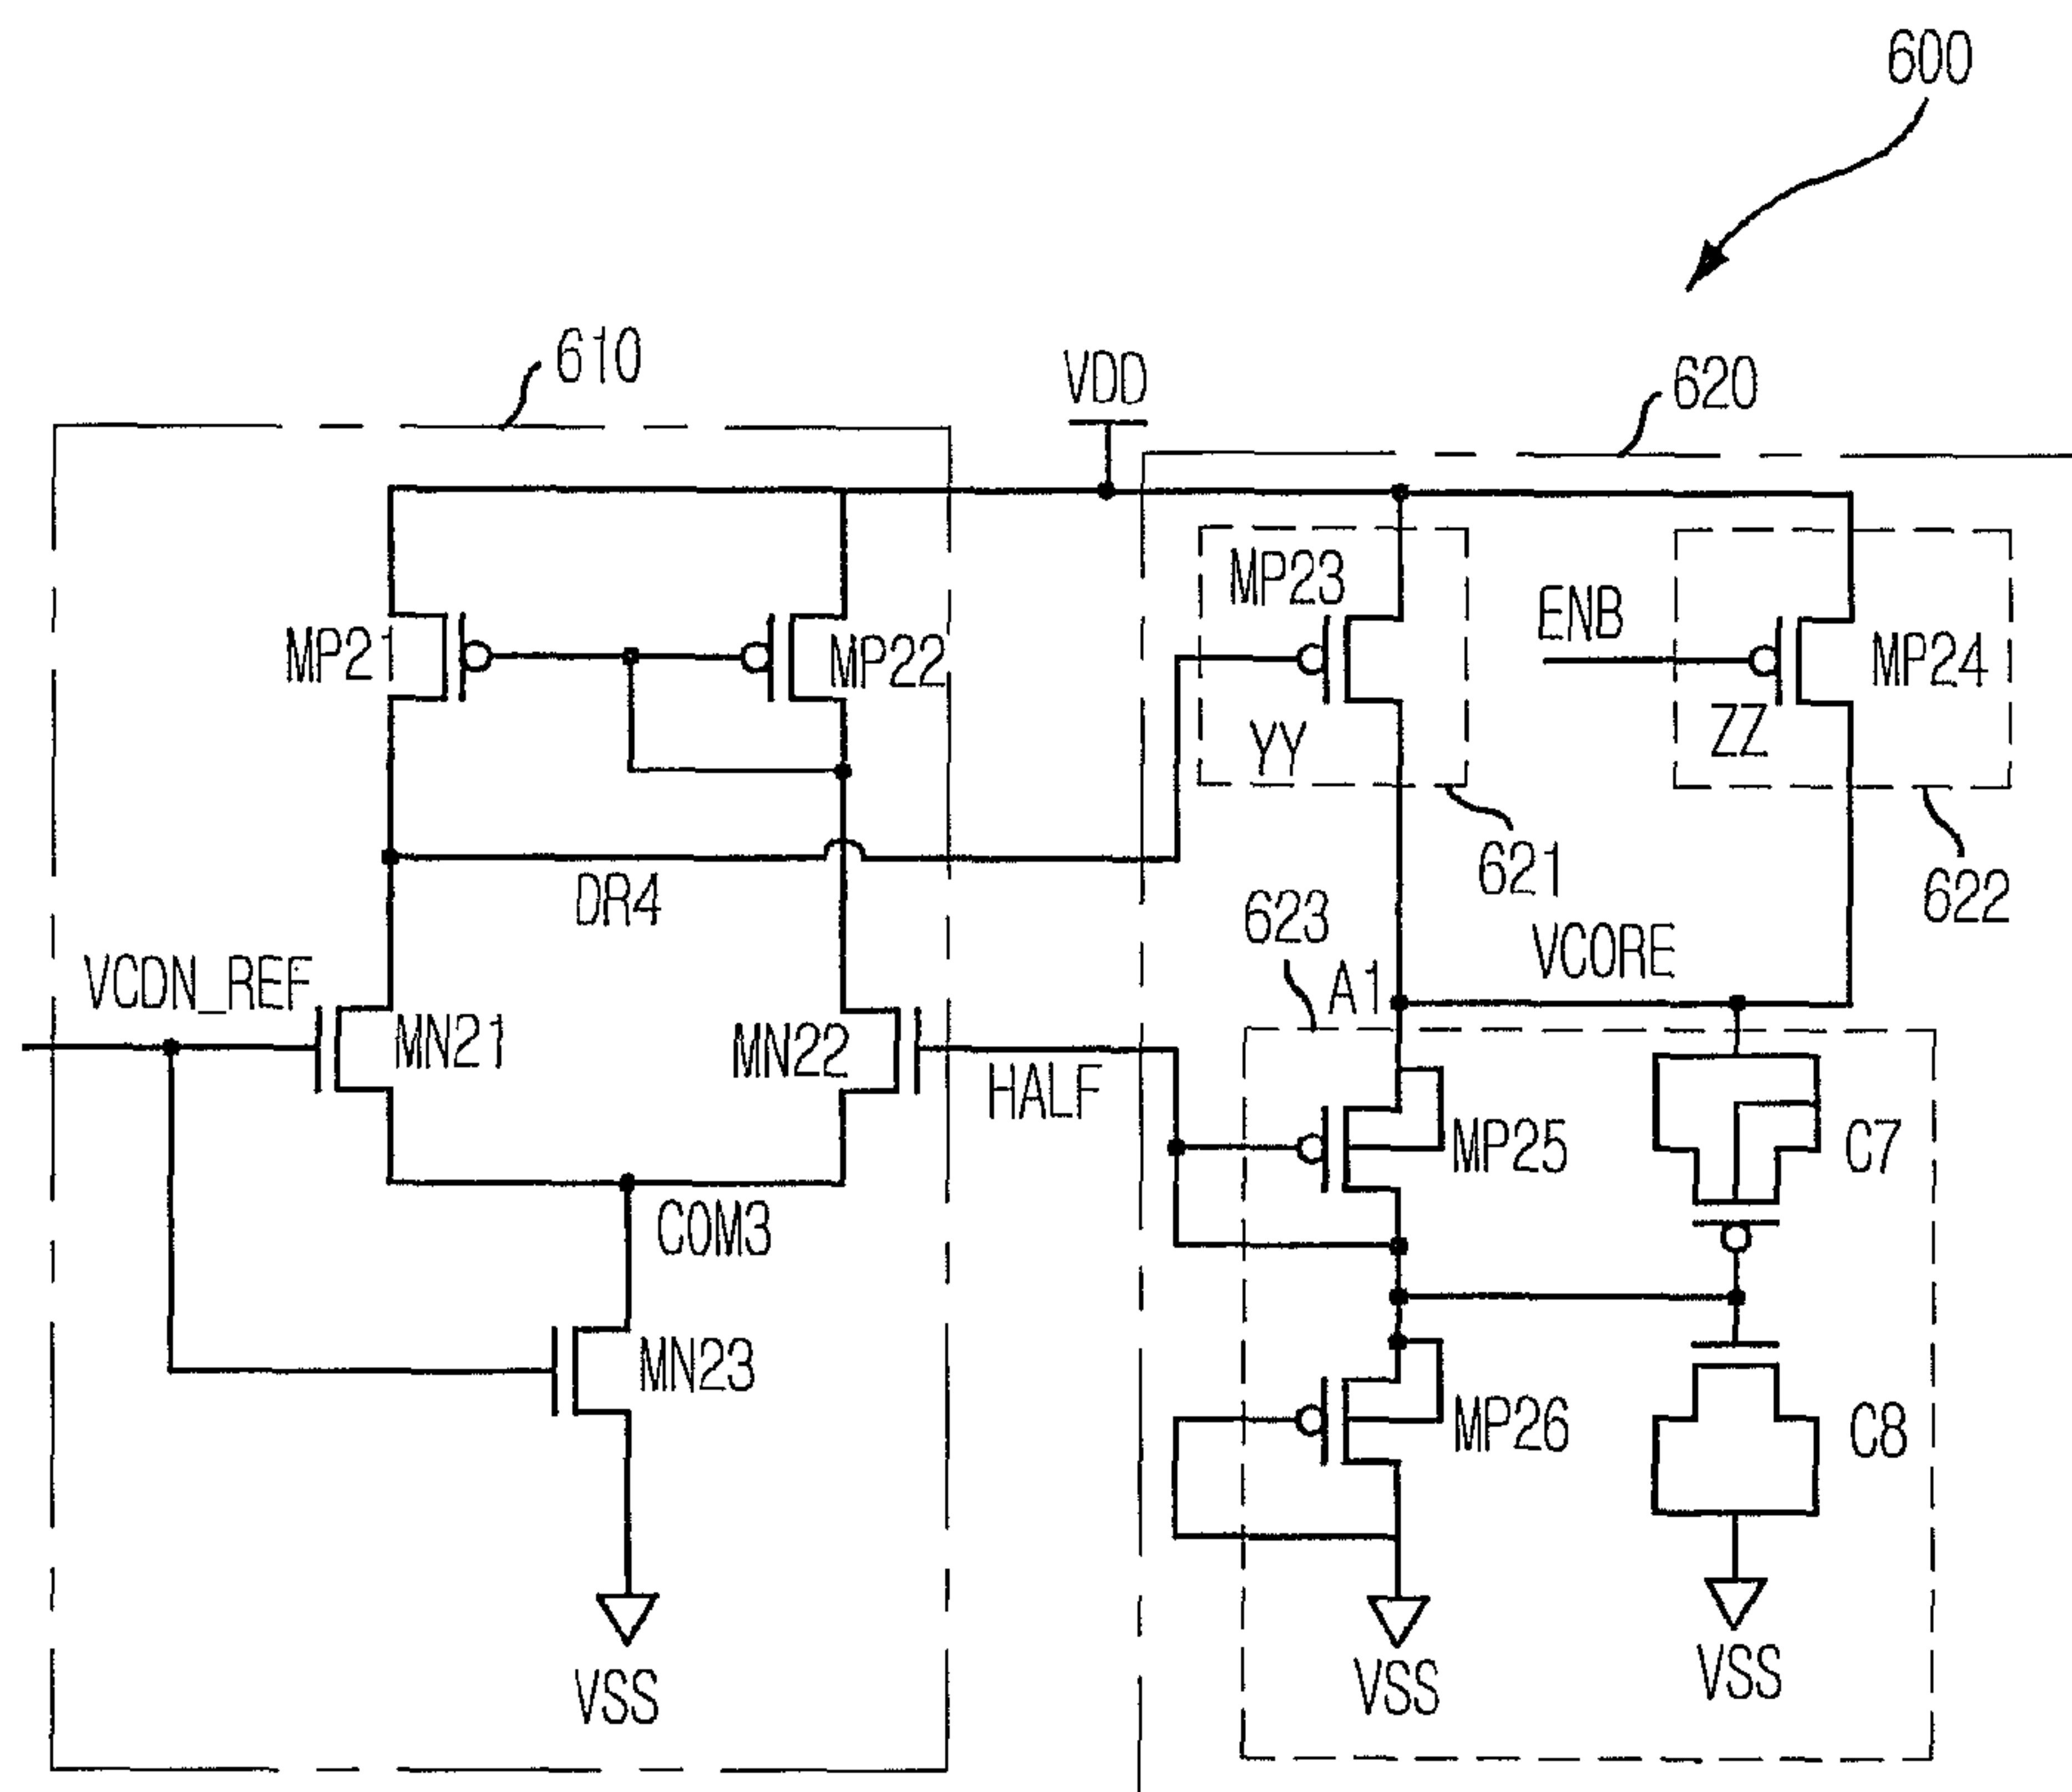 600
610
VDD
620
MP23
ENB
MP21
MP22
MP24
YY
ZZ
621
622
DR4
623
VCORE
A1
VCDN_REF
MN21
MN22
HALF
MP25
C7
COM3
MN23
MP26
C8
VSS
VSS
VSS